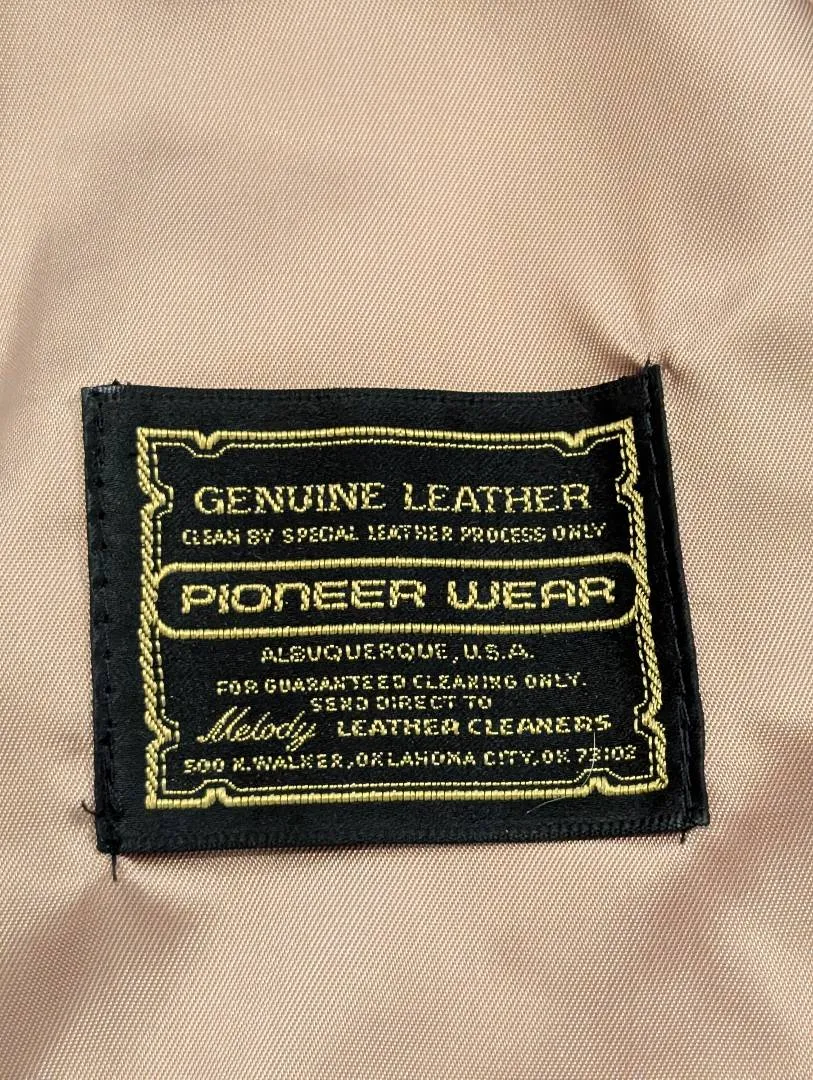 GENUINE LEATHER
CLEAN BY SPECIAL LEATHER PROCESS ONLY
PIONEER WEAR
ALBUQUERQUE, U.S.A.
FOR GUARANTEED CLEANING ONLY.
SEND DIRECT TO
Melody LEATHER CLEANERS
500 N. WALKER, OKLAHOMA CITY, OK 73102